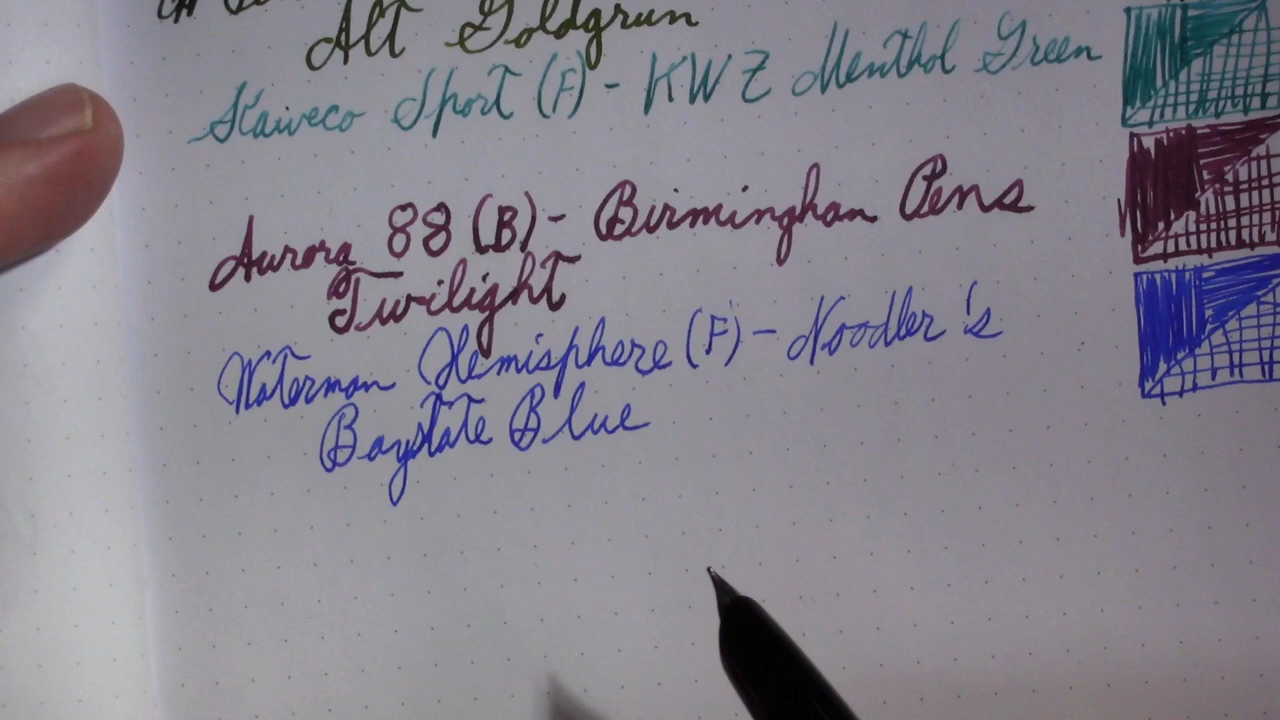 Alt Goldgrun
Kaweco Sport (F) - KWZ Menthol Green
Aurora 88 (B) - Birmingham Pens
Twilight
Waterman Hemisphere (F) - Noodler's
Baystate Blue